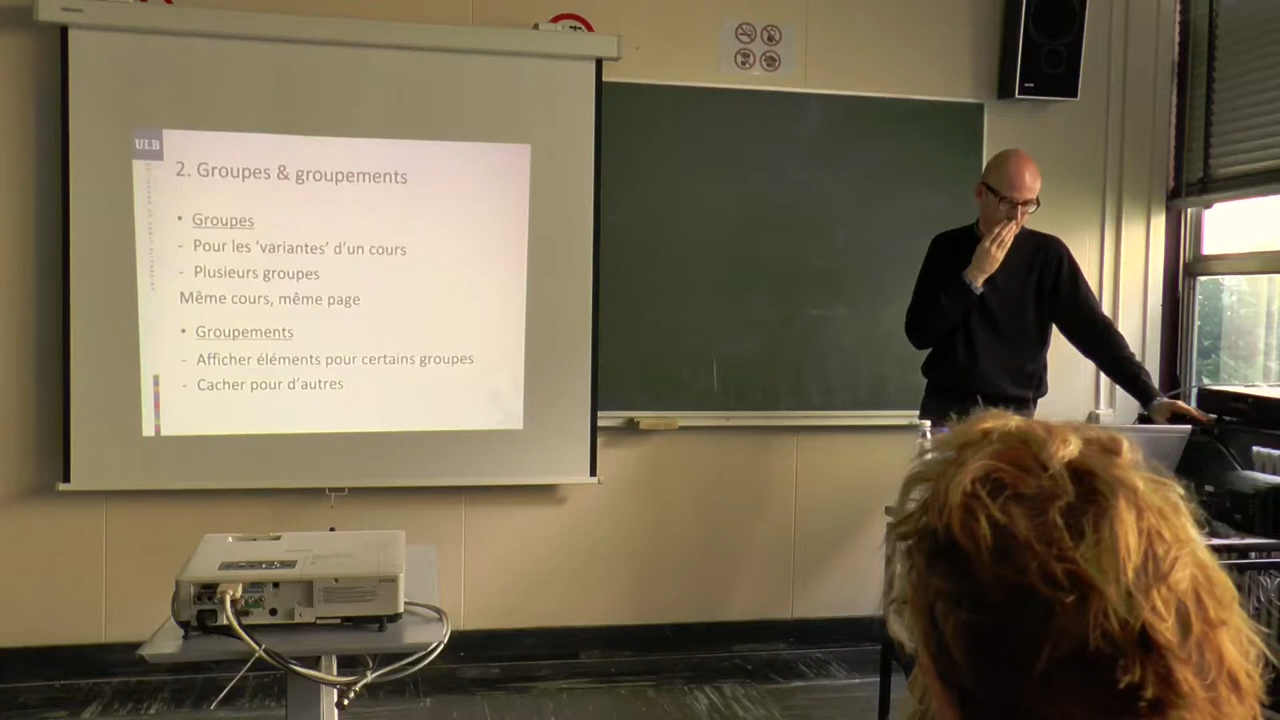 ULB
2. Groupes & groupements
• Groupes
- Pour les ‘variantes’ d’un cours
- Plusieurs groupes
Même cours, même page
• Groupements
- Afficher éléments pour certains groupes
- Cacher pour d’autres